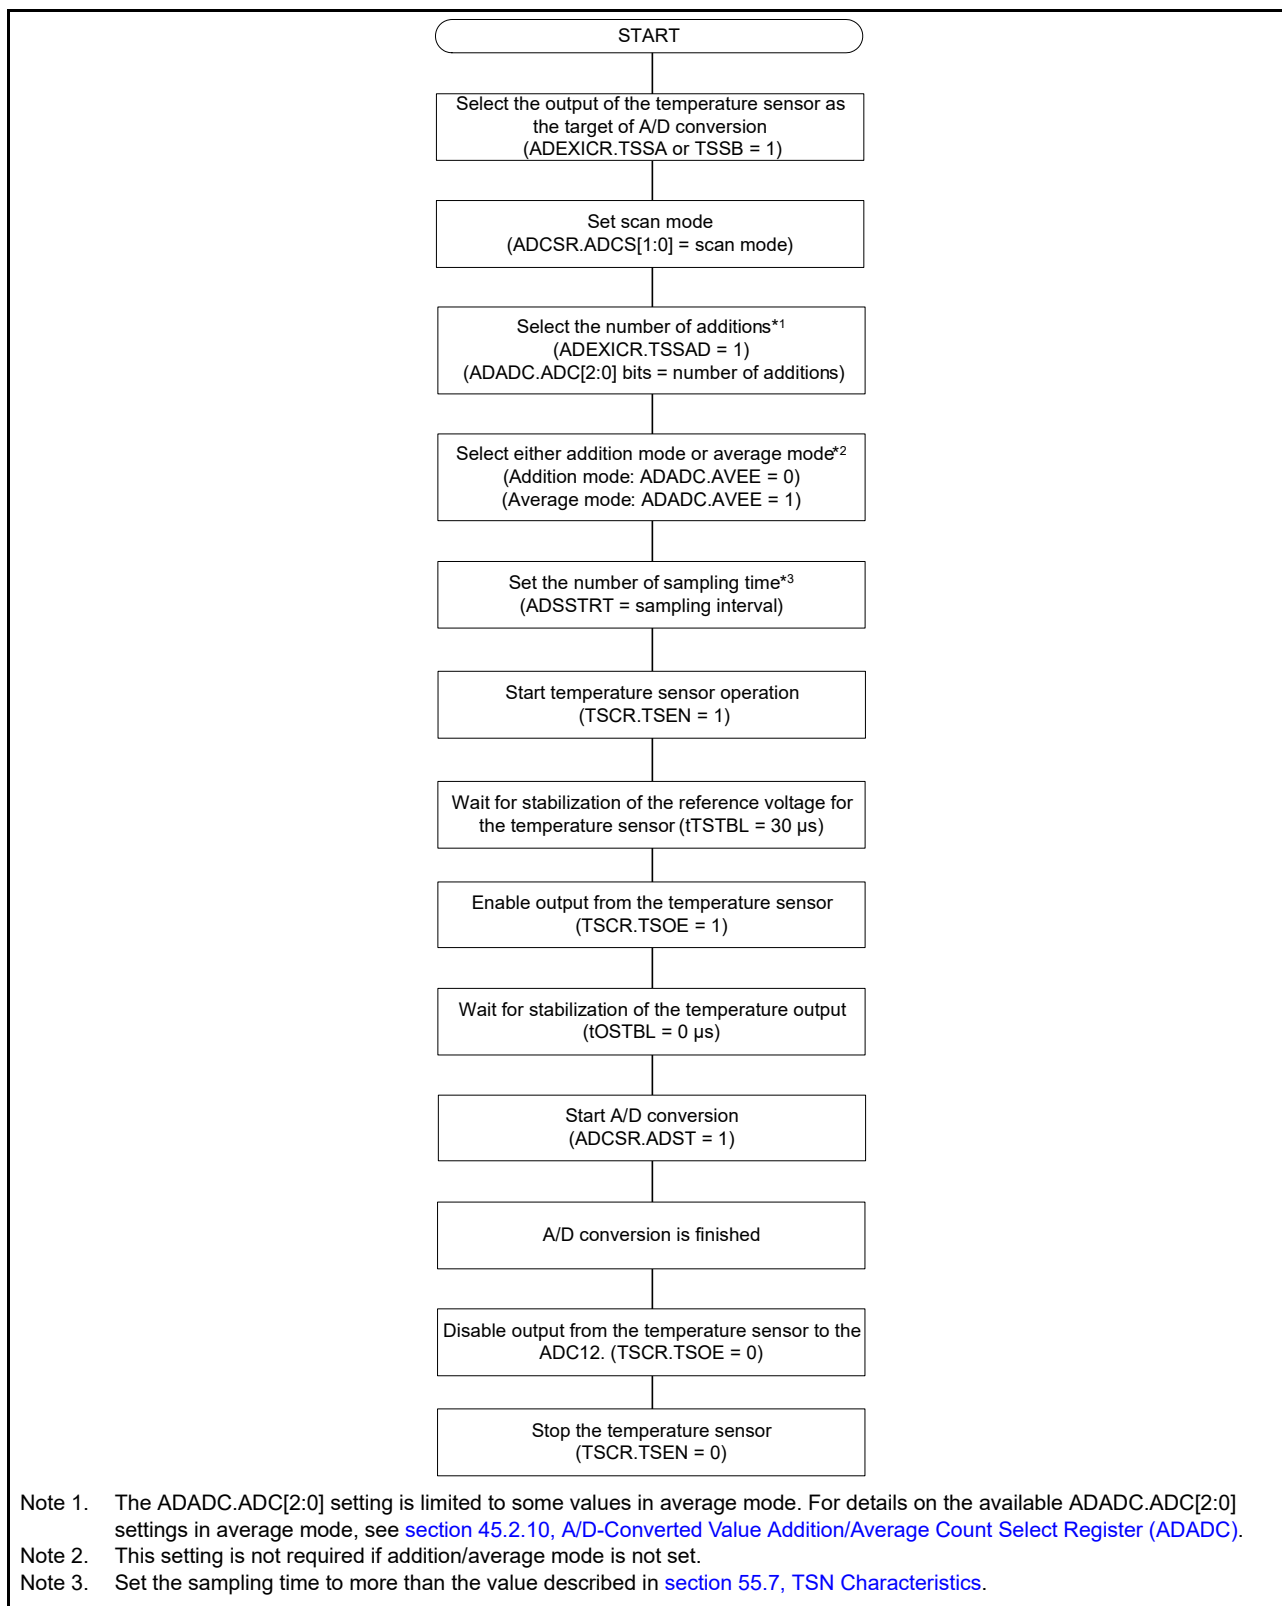 START
Select the output of the temperature sensor as
the target of A/D conversion
(ADEXICR.TSSA or TSSB = 1)
Set scan mode
(ADCSR.ADCS[1:0] = scan mode)
Select the number of additions*1
(ADEXICR.TSSAD = 1)
(ADADC.ADC[2:0] bits = number of additions)
Select either addition mode or average mode*2
(Addition mode: ADADC.AVEE = 0)
(Average mode: ADADC.AVEE = 1)
Set the number of sampling time*3
(ADSSTRT = sampling interval)
Start temperature sensor operation
(TSCR.TSEN = 1)
Wait for stabilization of the reference voltage for
the temperature sensor (tTSTBL = 30 µs)
Enable output from the temperature sensor
(TSCR.TSOE = 1)
Wait for stabilization of the temperature output
(tOSTBL = 0 µs)
Start A/D conversion
(ADCSR.ADST = 1)
A/D conversion is finished
Disable output from the temperature sensor to the
ADC12. (TSCR.TSOE = 0)
Stop the temperature sensor
(TSCR.TSEN = 0)
Note 1. The ADADC.ADC[2:0] setting is limited to some values in average mode. For details on the available ADADC.ADC[2:0]
settings in average mode, see section 45.2.10, A/D-Converted Value Addition/Average Count Select Register (ADADC).
Note 2. This setting is not required if addition/average mode is not set.
Note 3. Set the sampling time to more than the value described in section 55.7, TSN Characteristics.